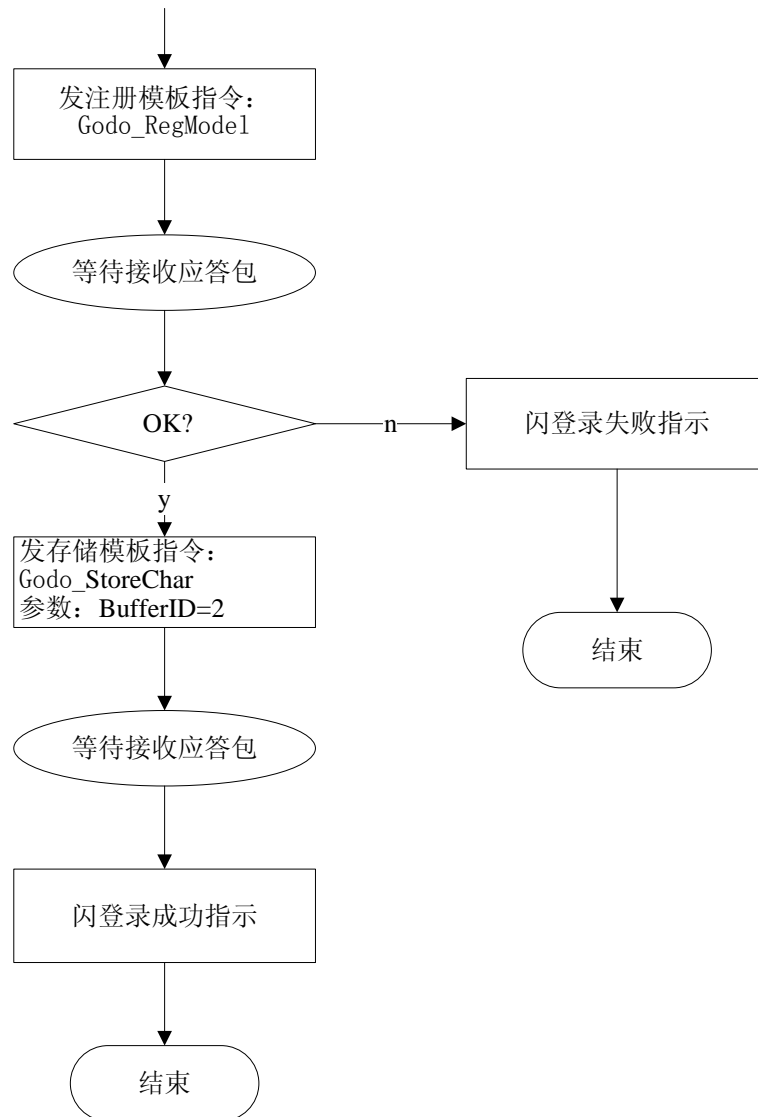 发注册模板指令：
Godo_RegModel
等待接收应答包
OK?
n
闪登录失败指示
y
发存储模板指令：
Godo_StoreChar
参数：BufferID=2
结束
等待接收应答包
闪登录成功指示
结束